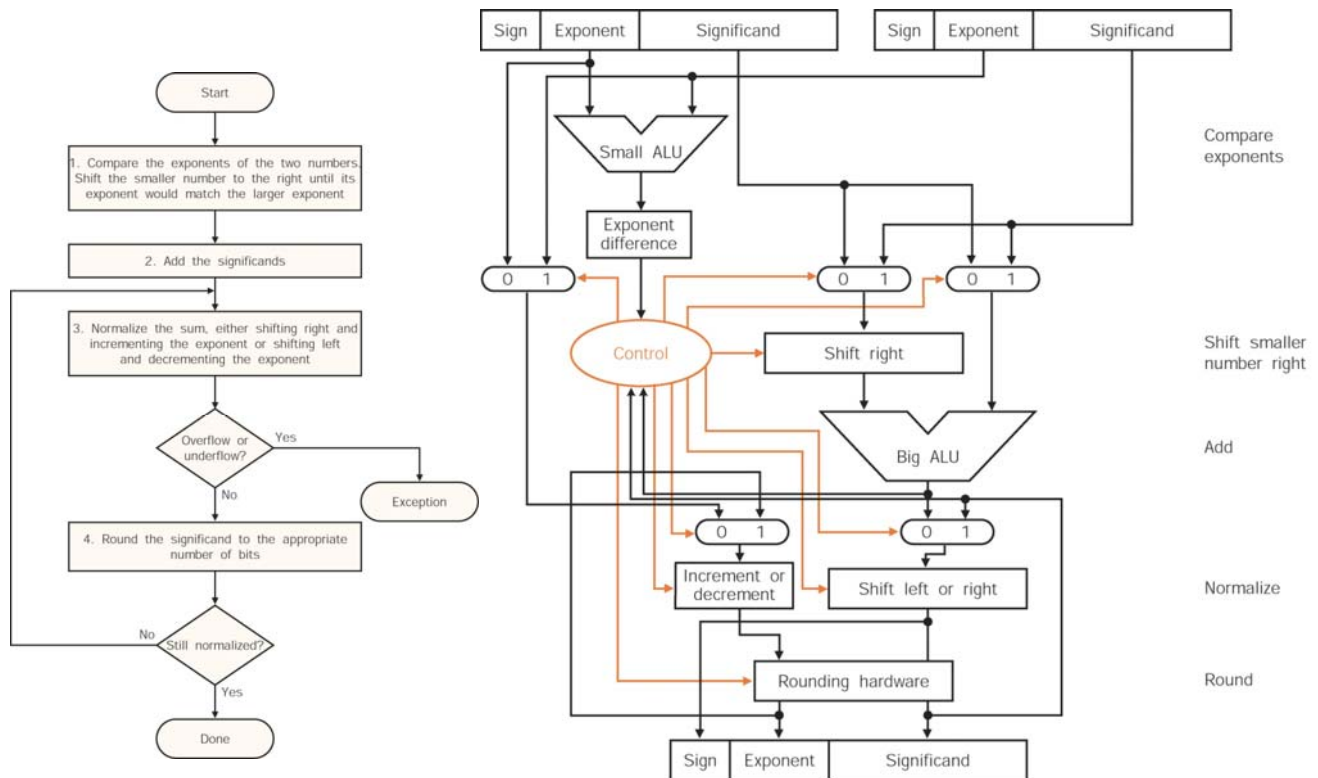 Start
1. Compare the exponents of the two numbers.
Shift the smaller number to the right until its
exponent would match the larger exponent
2. Add the significands
3. Normalize the sum, either shifting right and
incrementing the exponent or shifting left
and decrementing the exponent
Overflow or
underflow?
Yes
No
Exception
4. Round the significand to the appropriate
number of bits
No
Still normalized?
Yes
Done
Sign Exponent Significand
Sign Exponent Significand
Small ALU
Compare
exponents
Exponent
difference
0 1
0 1
0 1
Control
Shift right
Shift smaller
number right
Big ALU
Add
0 1
0 1
Increment or
decrement
Shift left or right
Normalize
Rounding hardware
Round
Sign Exponent Significand